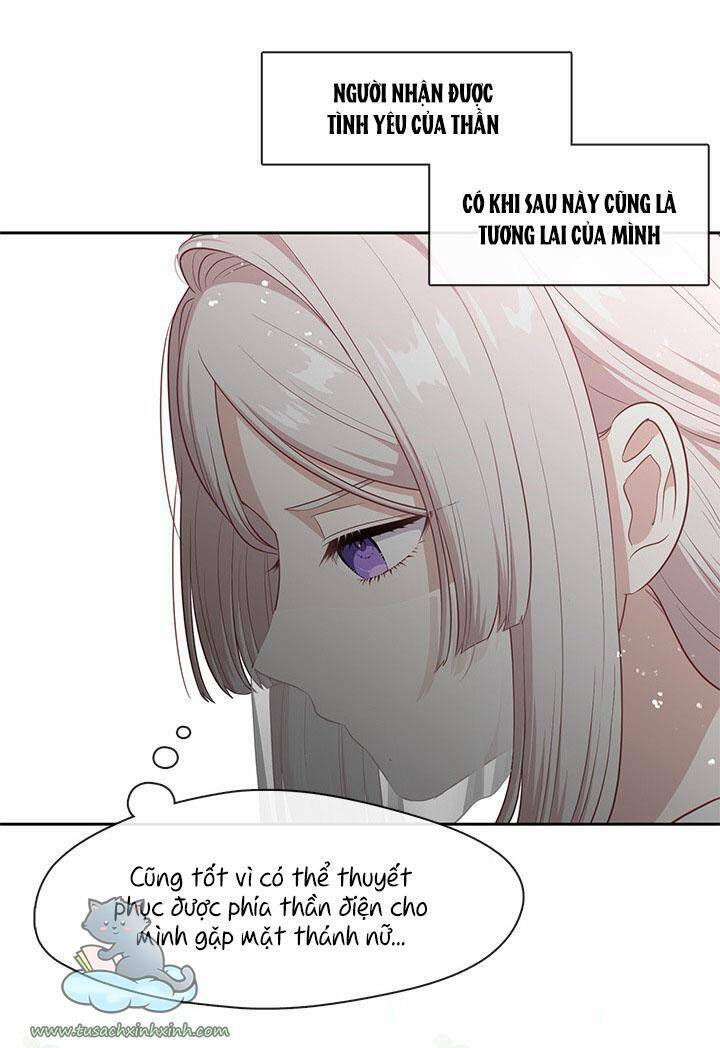 NGƯỜI NHẬN ĐƯỢC
TÌNH YÊU CỦA THẦN
CÓ KHI SAU NÀY CŨNG LÀ
TƯƠNG LAI CỦA MÌNH
Cũng tốt vì có thể thuyết
phục được phía thần điện cho
mình gặp mặt thánh nữ...
www.tusachxinhxinh.com